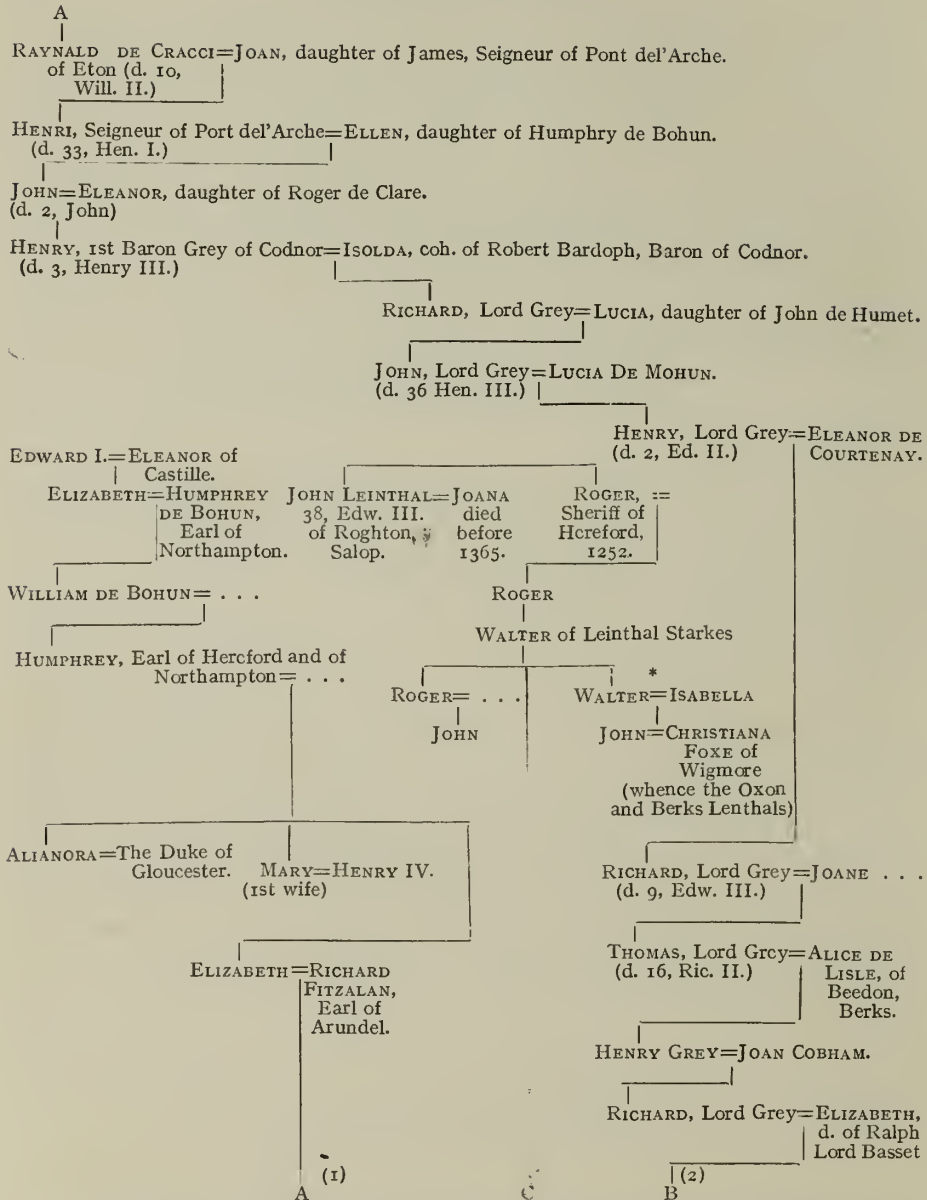 A
RAYNALD DE CRACCI=JOAN, daughter of James, Seigneur of Pont del'Arche.
of Eton (d. 10,
Will. II.)
HENRI, Seigneur of Port del'Arche=ELLEN, daughter of Humphry de Bohun.
(d. 33, Hen. I.)
JOHN=ELEANOR, daughter of Roger de Clare.
(d. 2, John)
HENRY, 1st Baron Grey of Codnor=ISOLDA, coh. of Robert Bardoph, Baron of Codnor.
(d. 3, Henry III.)
RICHARD, Lord Grey=LUCIA, daughter of John de Humet.
JOHN, Lord Grey=LUCIA DE MOHUN.
(d. 36 Hen. III.)
HENRY, Lord Grey=ELEANOR DE
(d. 2, Ed. II.) COURTENAY.
EDWARD I.=ELEANOR of
Castille.
ELIZABETH=HUMPHREY
DE BOHUN,
Earl of
Northampton.
JOHN LEINTHAL=JOANA
38, Edw. III. died
of Roghton, before
Salop. 1365.
ROGER, =
Sheriff of
Hereford,
1252.
WILLIAM DE BOHUN= . . .
ROGER
WALTER of Leinthal Starkes
HUMPHREY, Earl of Hereford and of
Northampton= . . .
ROGER= . . .
*
WALTER=ISABELLA
JOHN
JOHN=CHRISTIANA
FOXE of
Wigmore
(whence the Oxon
and Berks Lenthals)
ALIANORA=The Duke of
Gloucester.
MARY=HENRY IV.
(1st wife)
RICHARD, Lord Grey=JOANE . . .
(d. 9, Edw. III.)
THOMAS, Lord Grey=ALICE DE
(d. 16, Ric. II.) LISLE, of
Beedon,
Berks.
ELIZABETH=RICHARD
FITZALAN,
Earl of
Arundel.
HENRY GREY=JOAN COBHAM.
RICHARD, Lord Grey=ELIZABETH,
d. of Ralph
Lord Basset
(1) (2)
A C B